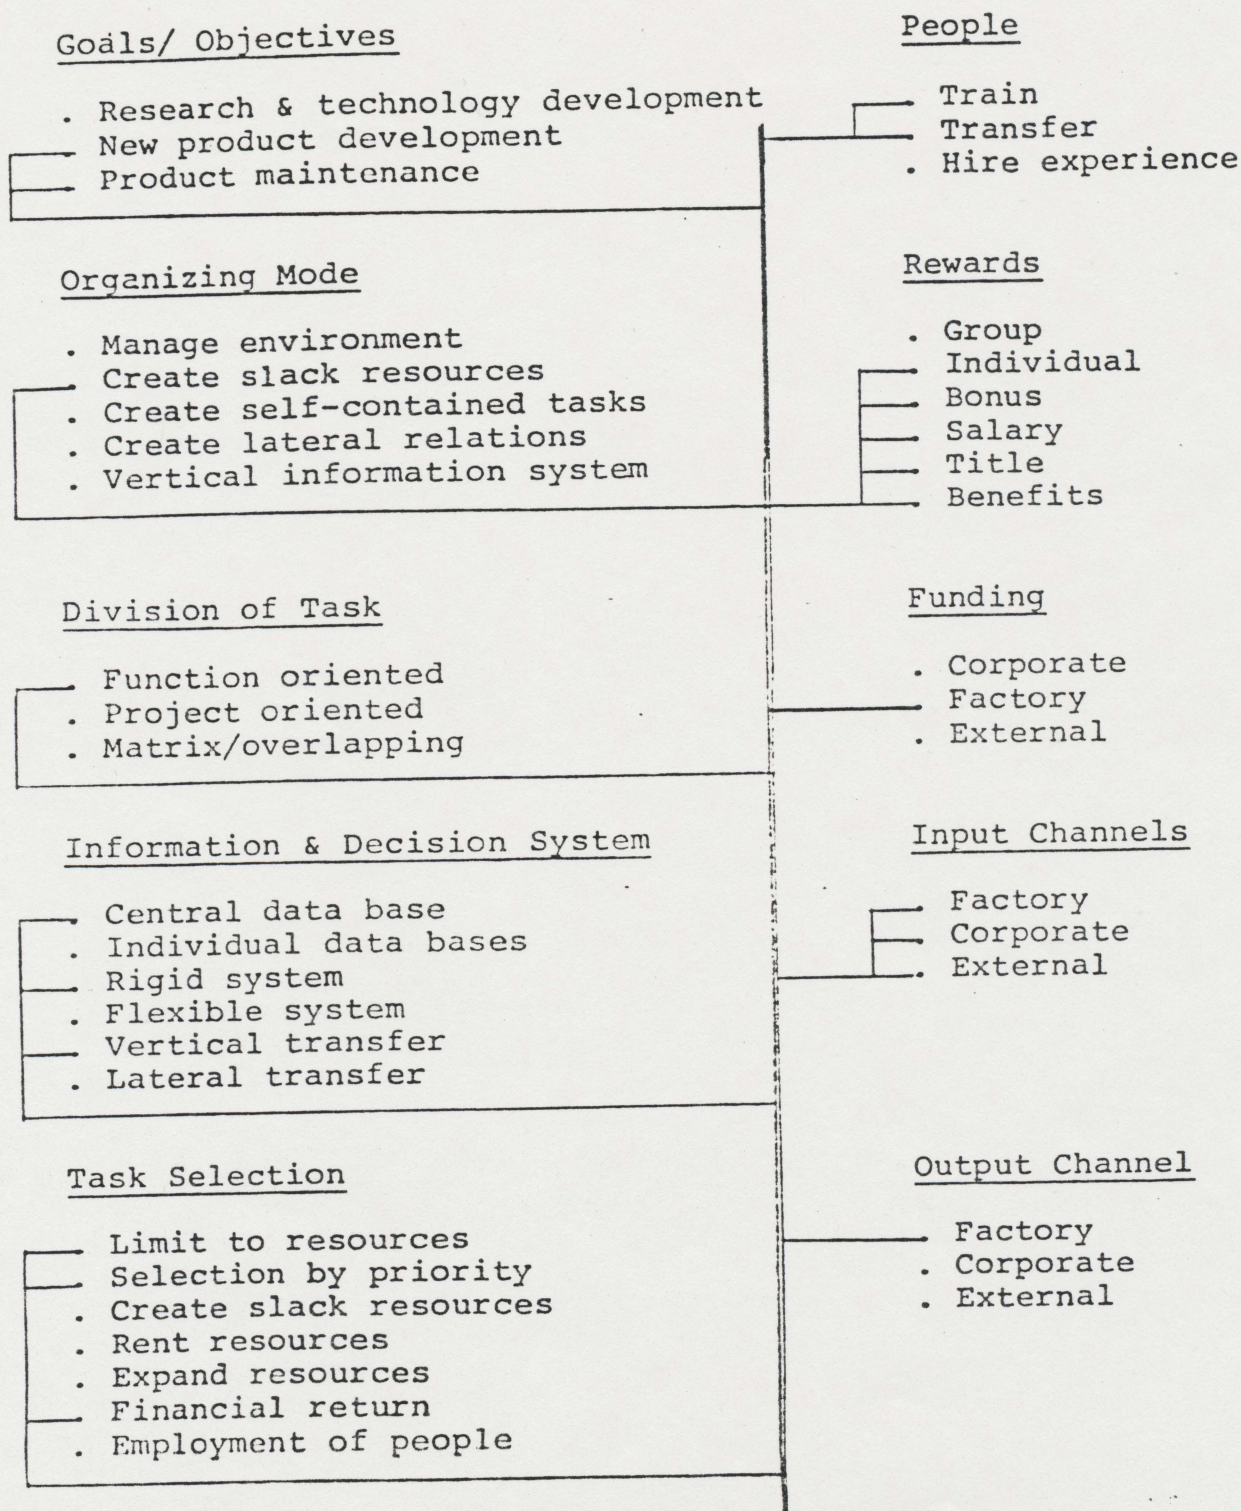 Goals/ Objectives
. Research & technology development
. New product development
. Product maintenance
Organizing Mode
. Manage environment
. Create slack resources
. Create self-contained tasks
. Create lateral relations
. Vertical information system
Division of Task
. Function oriented
. Project oriented
. Matrix/overlapping
Information & Decision System
. Central data base
. Individual data bases
. Rigid system
. Flexible system
. Vertical transfer
. Lateral transfer
Task Selection
. Limit to resources
. Selection by priority
. Create slack resources
. Rent resources
. Expand resources
. Financial return
. Employment of people
People
. Train
. Transfer
. Hire experience
Rewards
. Group
. Individual
. Bonus
. Salary
. Title
. Benefits
Funding
. Corporate
. Factory
. External
Input Channels
. Factory
. Corporate
. External
Output Channel
. Factory
. Corporate
. External